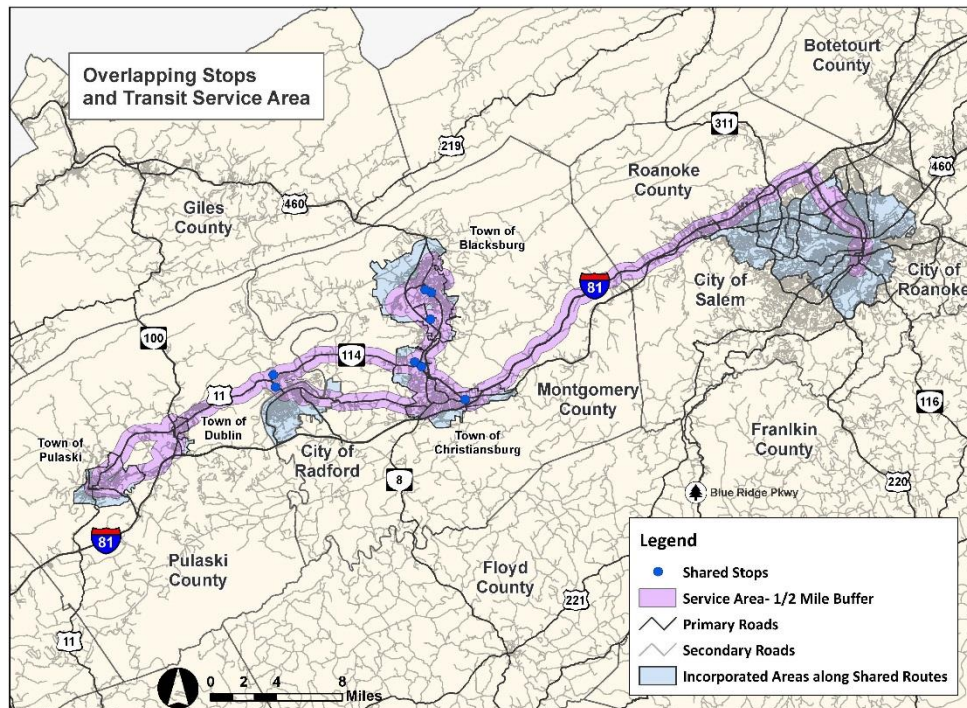 Overlapping Stops
and Transit Service Area
Botetourt
County
311
219
460
Roanoke
County
460
Giles
County
Town of
Blacksburg
81
City of
Salem
City of
Roanoke
100
114
11
Montgomery
County
116
Town of
Dublin
Town of
Pulaski
City of
Radford
Town of
Christiansburg
Franlkin
County
8
220
Blue Ridge Pkwy
81
Pulaski
County
Floyd
County
221
11
0 2 4 8
Miles
Legend
Shared Stops
Service Area- 1/2 Mile Buffer
Primary Roads
Secondary Roads
Incorporated Areas along Shared Routes